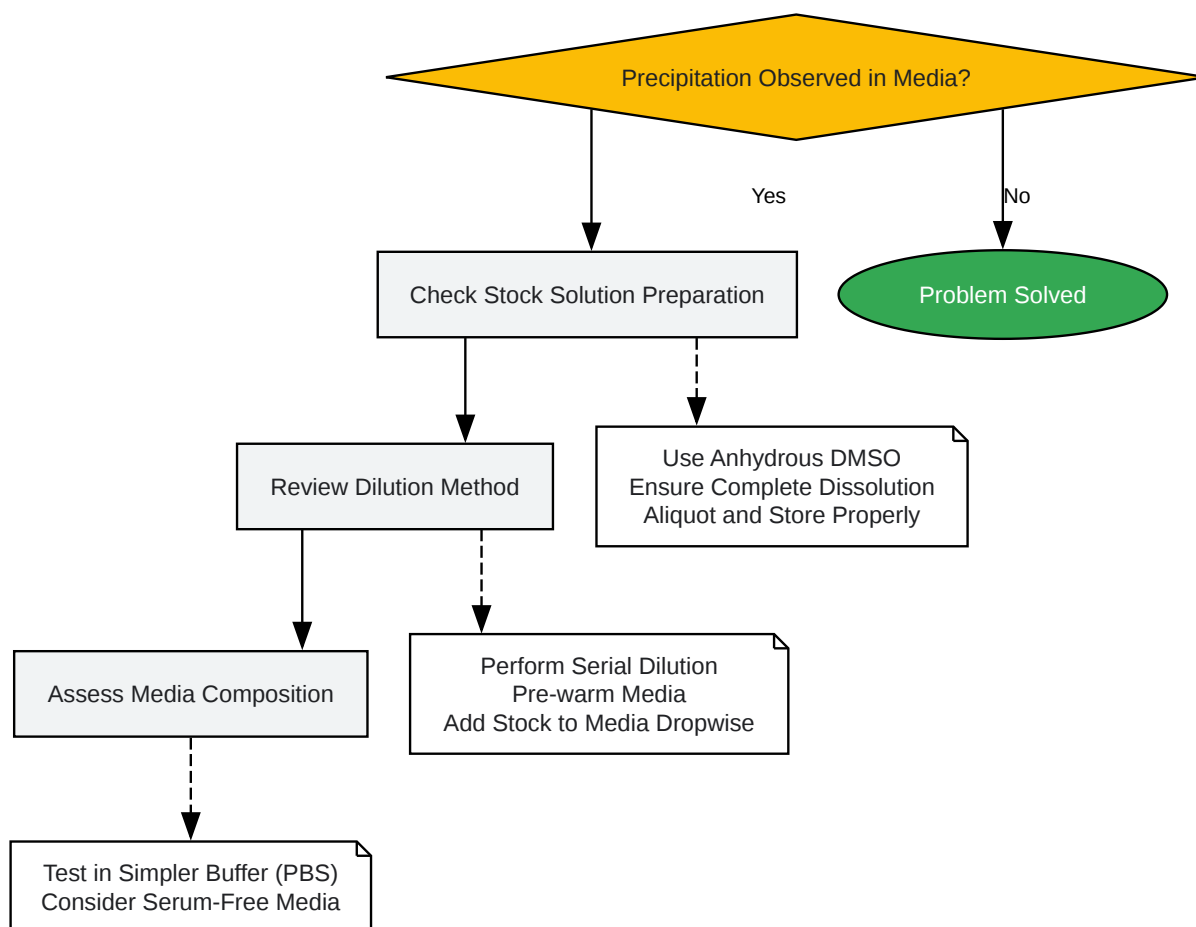 Precipitation Observed in Media?
Yes
No
Check Stock Solution Preparation
Problem Solved
Use Anhydrous DMSO
Ensure Complete Dissolution
Aliquot and Store Properly
Review Dilution Method
Perform Serial Dilution
Pre-warm Media
Add Stock to Media Dropwise
Assess Media Composition
Test in Simpler Buffer (PBS)
Consider Serum-Free Media